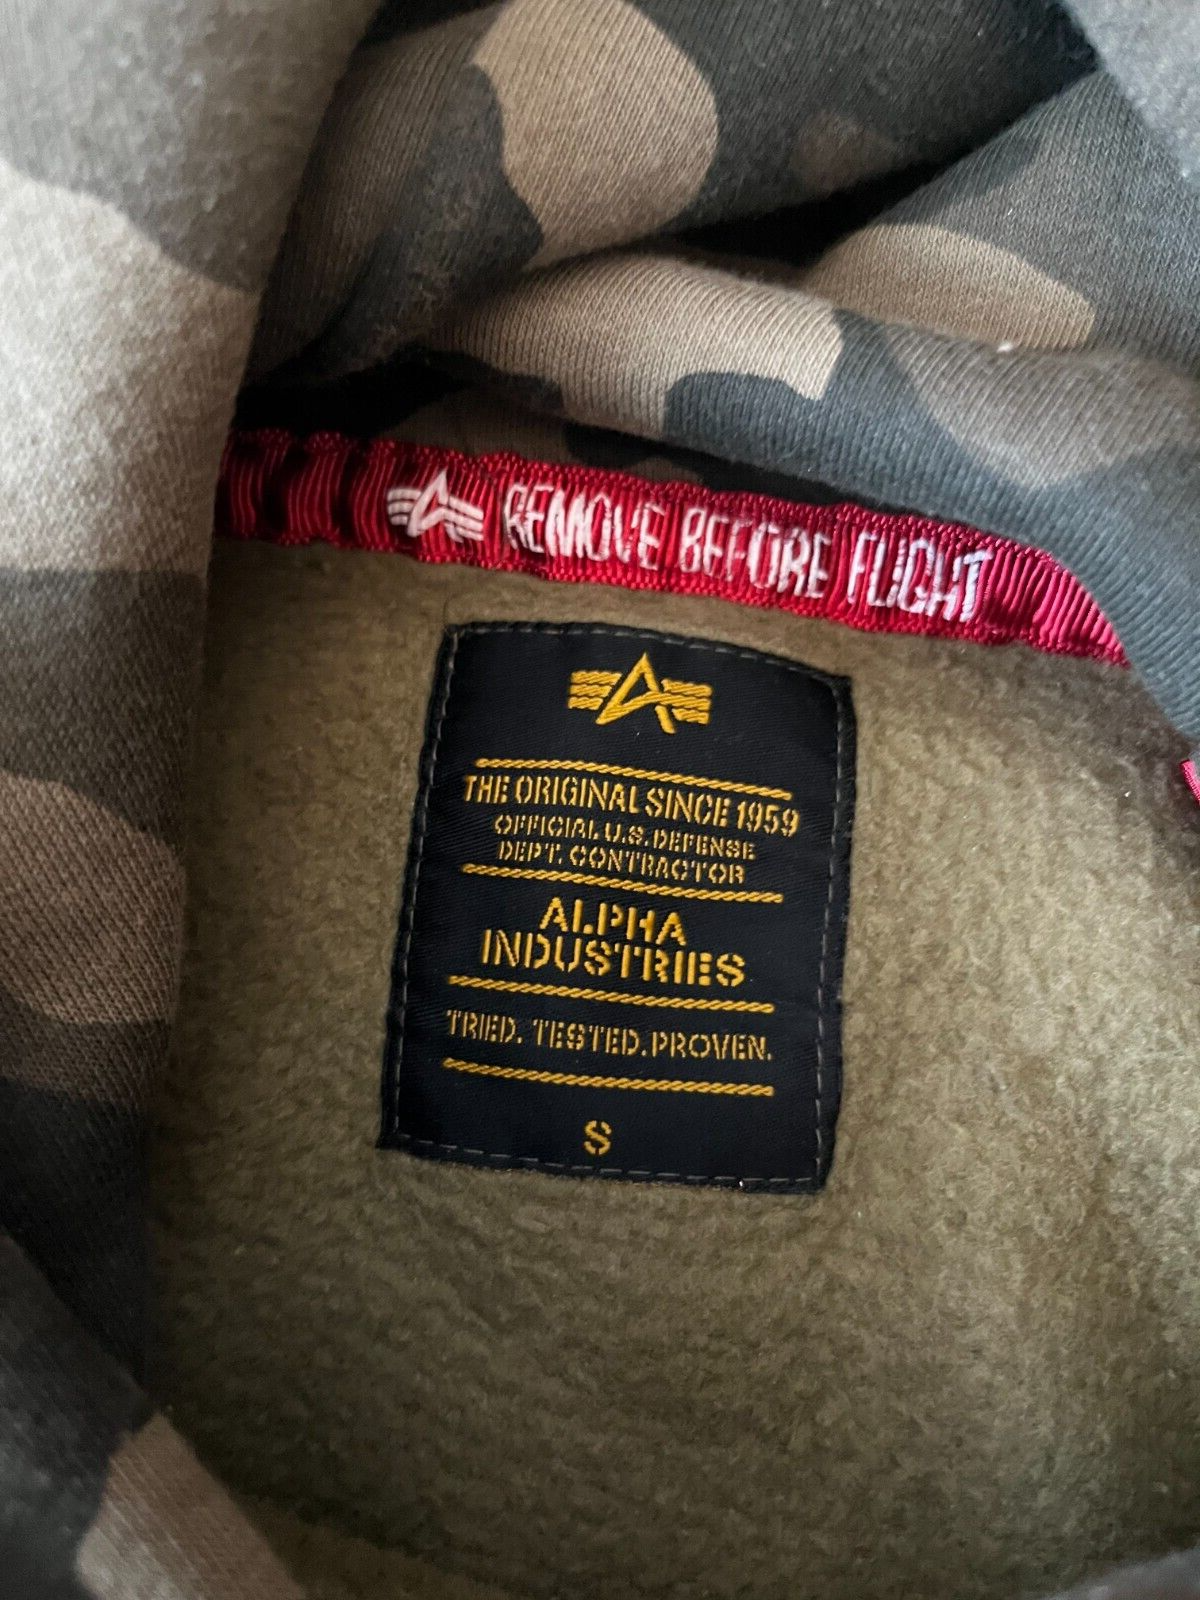 REMOVE BEFORE FLIGHT
THE ORIGINAL SINCE 1959
OFFICIAL U.S. DEFENSE
DEPT. CONTRACTOR
ALPHA
INDUSTRIES
TRIED. TESTED. PROVEN.
S